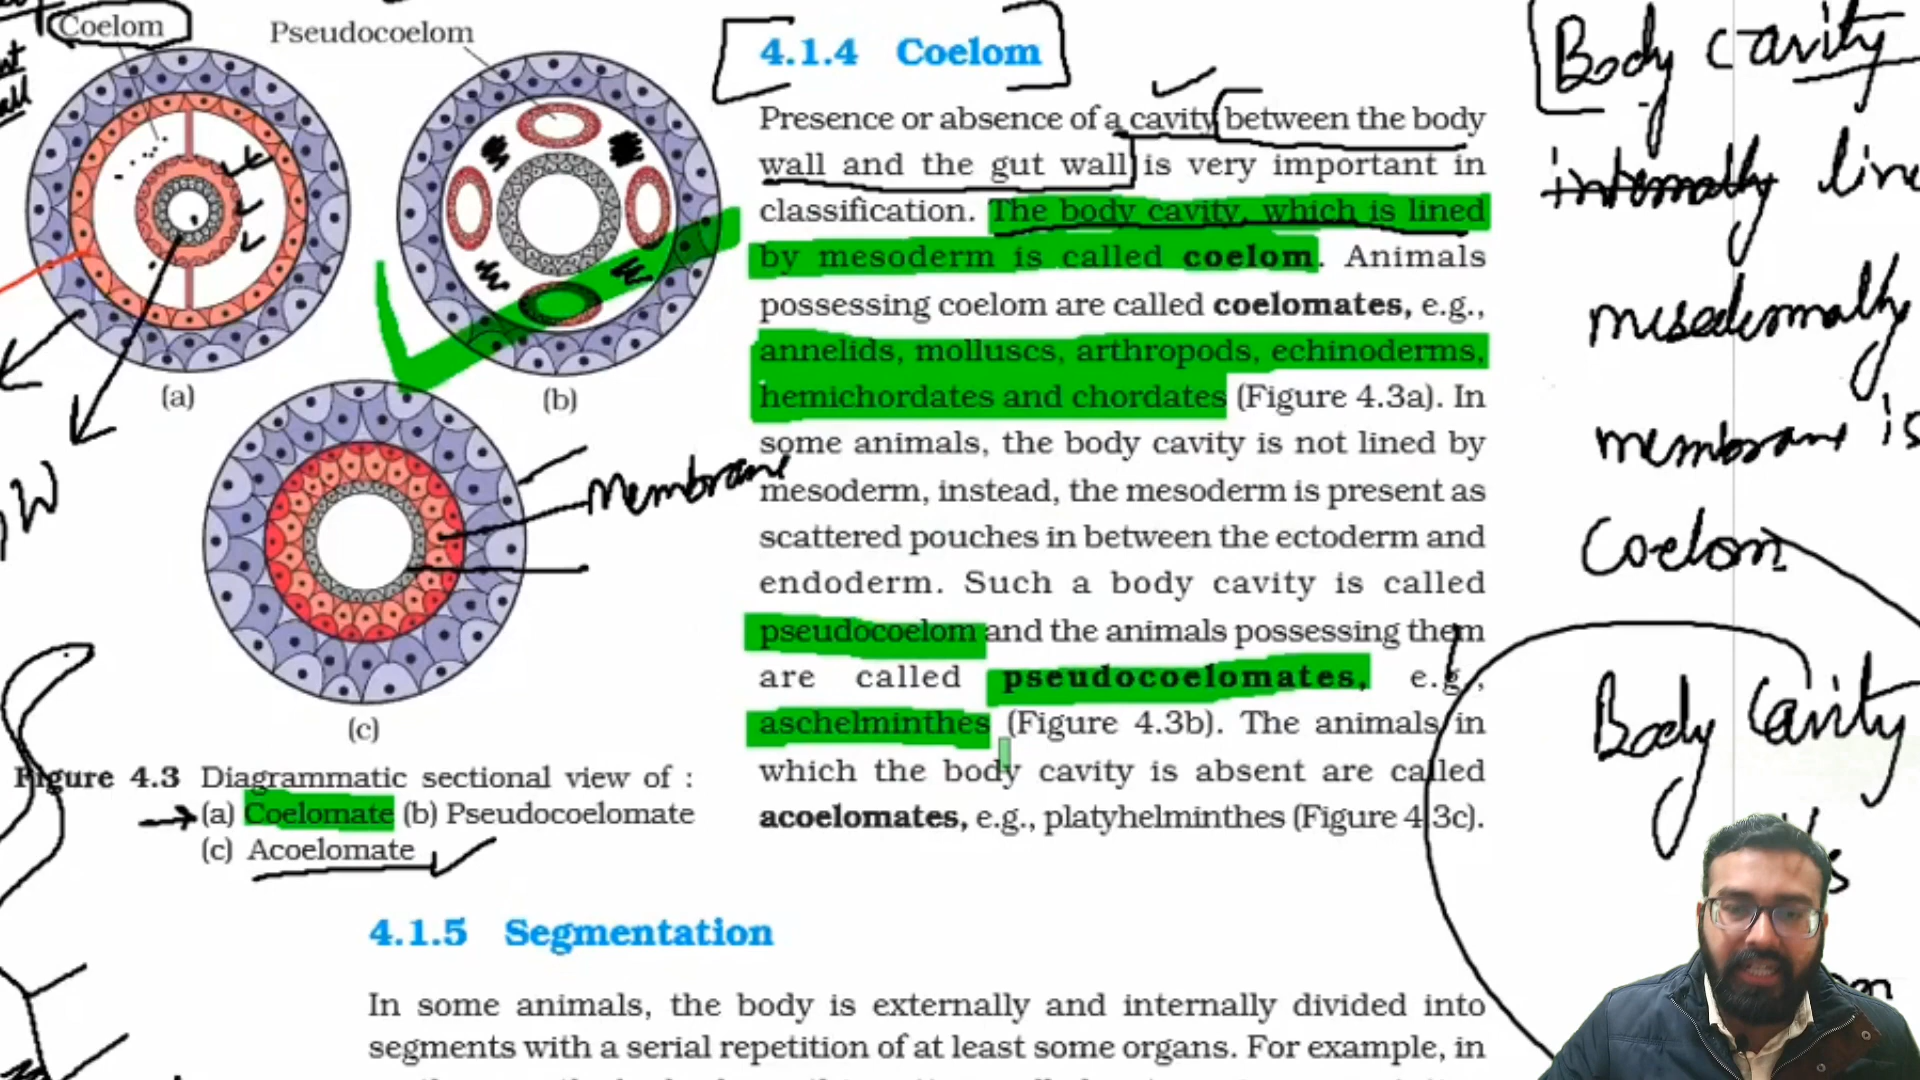 Coelom
Pseudocoelom
(a)
(b)
Membrane
(c)
Figure 4.3 Diagrammatic sectional view of :
(a) Coelomate (b) Pseudocoelomate
(c) Acoelomate
4.1.4 Coelom
Presence or absence of a cavity between the body
wall and the gut wall is very important in
classification. The body cavity, which is lined
by mesoderm is called coelom. Animals
possessing coelom are called coelomates, e.g.,
annelids, molluscs, arthropods, echinoderms,
hemichordates and chordates (Figure 4.3a). In
some animals, the body cavity is not lined by
mesoderm, instead, the mesoderm is present as
scattered pouches in between the ectoderm and
endoderm. Such a body cavity is called
pseudocoelom and the animals possessing them
are called pseudocoelomates, e.g.,
aschelminthes (Figure 4.3b). The animals in
which the body cavity is absent are called
acoelomates, e.g., platyhelminthes (Figure 4.3c).
4.1.5 Segmentation
In some animals, the body is externally and internally divided into
segments with a serial repetition of at least some organs. For example, in
Body cavity
internally
mesodermally
membrane is
Coelom
Body Cavity